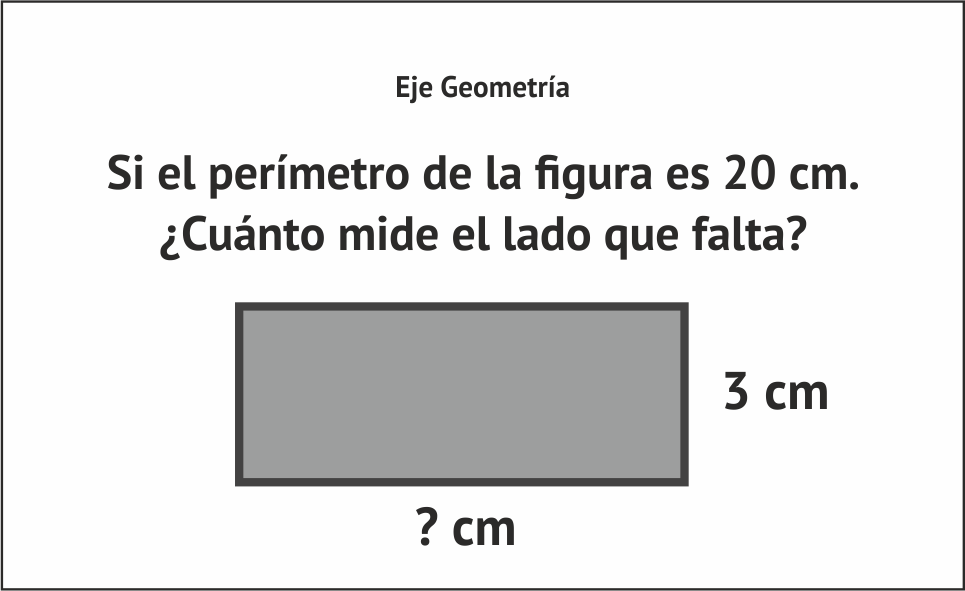 Eje Geometría
Si el perímetro de la figura es 20 cm.
¿Cuánto mide el lado que falta?
3 cm
? cm